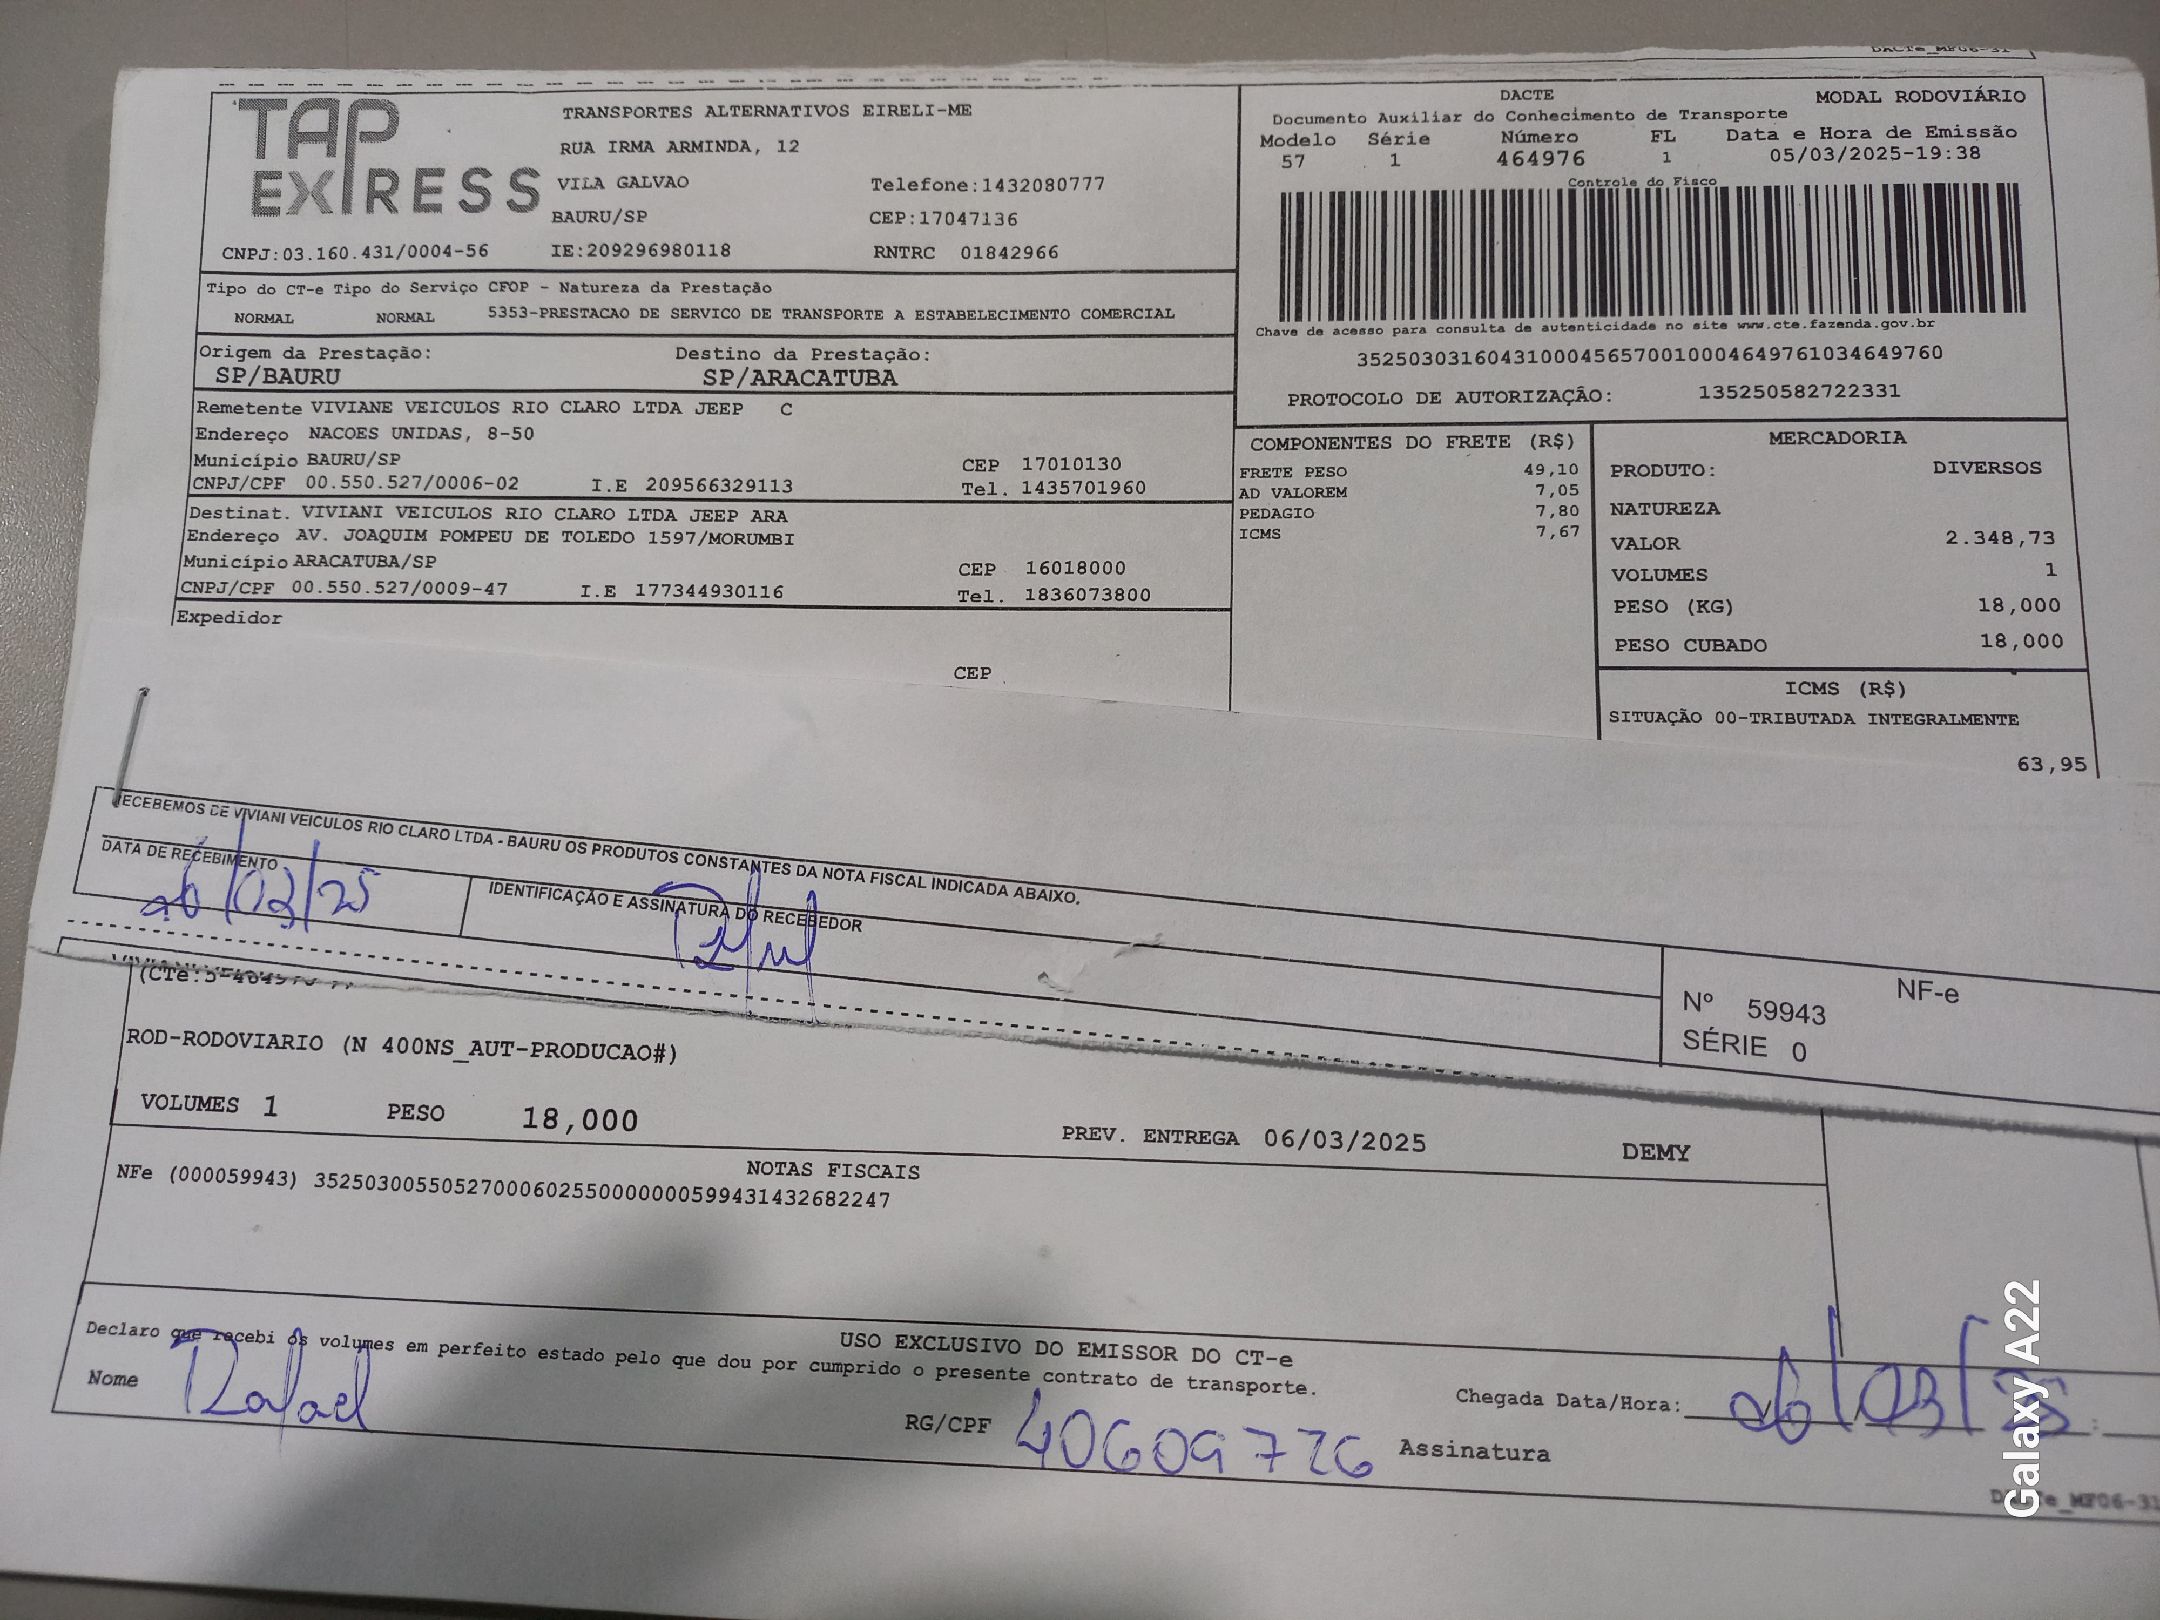 DACTe_MF06-31
TAP EXPRESS
TRANSPORTES ALTERNATIVOS EIRELI-ME
RUA IRMA ARMINDA, 12
VILA GALVAO Telefone:1432080777
BAURU/SP CEP:17047136
CNPJ:03.160.431/0004-56 IE:209296980118 RNTRC 01842966
DACTE MODAL RODOVIÁRIO
Documento Auxiliar do Conhecimento de Transporte
Modelo Série Número FL Data e Hora de Emissão
57 1 464976 1 05/03/2025-19:38
Controle do Fisco
Chave de acesso para consulta de autenticidade no site www.cte.fazenda.gov.br
35250303160431000456570010004649761034649760
PROTOCOLO DE AUTORIZAÇÃO: 135250582722331
Tipo do CT-e Tipo do Serviço CFOP - Natureza da Prestação
NORMAL NORMAL 5353-PRESTACAO DE SERVICO DE TRANSPORTE A ESTABELECIMENTO COMERCIAL
Origem da Prestação: Destino da Prestação:
SP/BAURU SP/ARACATUBA
Remetente VIVIANE VEICULOS RIO CLARO LTDA JEEP C
Endereço NACOES UNIDAS, 8-50
Município BAURU/SP CEP 17010130
CNPJ/CPF 00.550.527/0006-02 I.E 209566329113 Tel. 1435701960
Destinat. VIVIANI VEICULOS RIO CLARO LTDA JEEP ARA
Endereço AV. JOAQUIM POMPEU DE TOLEDO 1597/MORUMBI
Município ARACATUBA/SP CEP 16018000
CNPJ/CPF 00.550.527/0009-47 I.E 177344930116 Tel. 1836073800
Expedidor
CEP
COMPONENTES DO FRETE (R$)
FRETE PESO 49,10
AD VALOREM 7,05
PEDAGIO 7,80
ICMS 7,67
MERCADORIA
PRODUTO: DIVERSOS
NATUREZA
VALOR 2.348,73
VOLUMES 1
PESO (KG) 18,000
PESO CUBADO 18,000
ICMS (R$)
SITUAÇÃO 00-TRIBUTADA INTEGRALMENTE
63,95
RECEBEMOS DE VIVIANI VEICULOS RIO CLARO LTDA - BAURU OS PRODUTOS CONSTANTES DA NOTA FISCAL INDICADA ABAIXO.
DATA DE RECEBIMENTO IDENTIFICAÇÃO E ASSINATURA DO RECEBEDOR
06/03/25
NF-e
Nº 59943
SÉRIE 0
ROD-RODOVIARIO (N 400NS_AUT-PRODUCAO#)
VOLUMES 1 PESO 18,000 PREV. ENTREGA 06/03/2025 DEMY
NOTAS FISCAIS
NFe (000059943) 35250300550527000602550000000599431432682247
USO EXCLUSIVO DO EMISSOR DO CT-e
Declaro que recebi os volumes em perfeito estado pelo que dou por cumprido o presente contrato de transporte.
Nome Rafael RG/CPF 40609726 Assinatura
Chegada Data/Hora: 06/03/25
DACTe_MF06-31
Galaxy A22